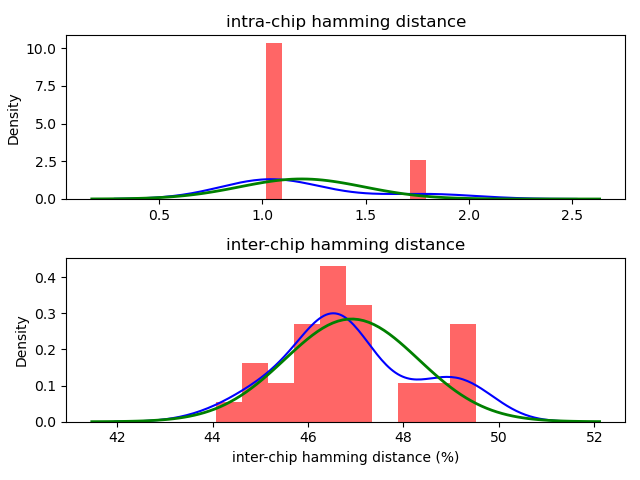 intra-chip hamming distance
10.0
7.5
5.0
2.5
0.0
Density
0.5 1.0 1.5 2.0 2.5
inter-chip hamming distance
0.4
0.3
0.2
0.1
0.0
Density
42 44 46 48 50 52
inter-chip hamming distance (%)